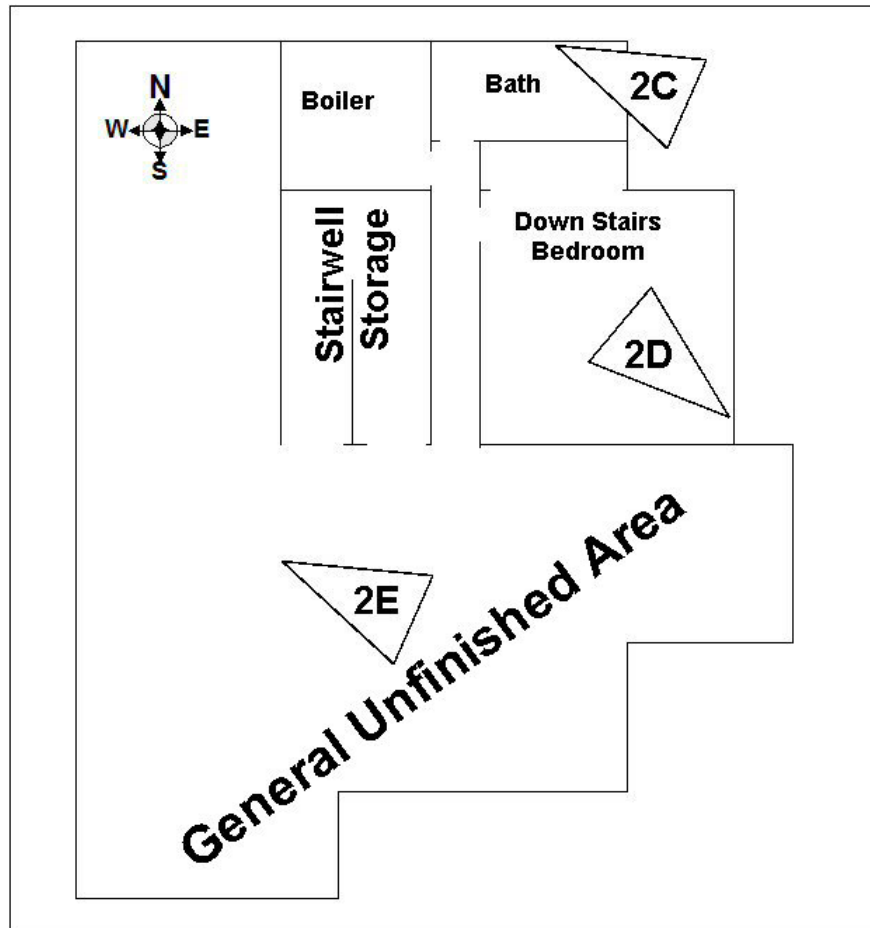 N
W E
S
Boiler
Bath
2C
Stairwell
Storage
Down Stairs
Bedroom
2D
2E
General Unfinished Area